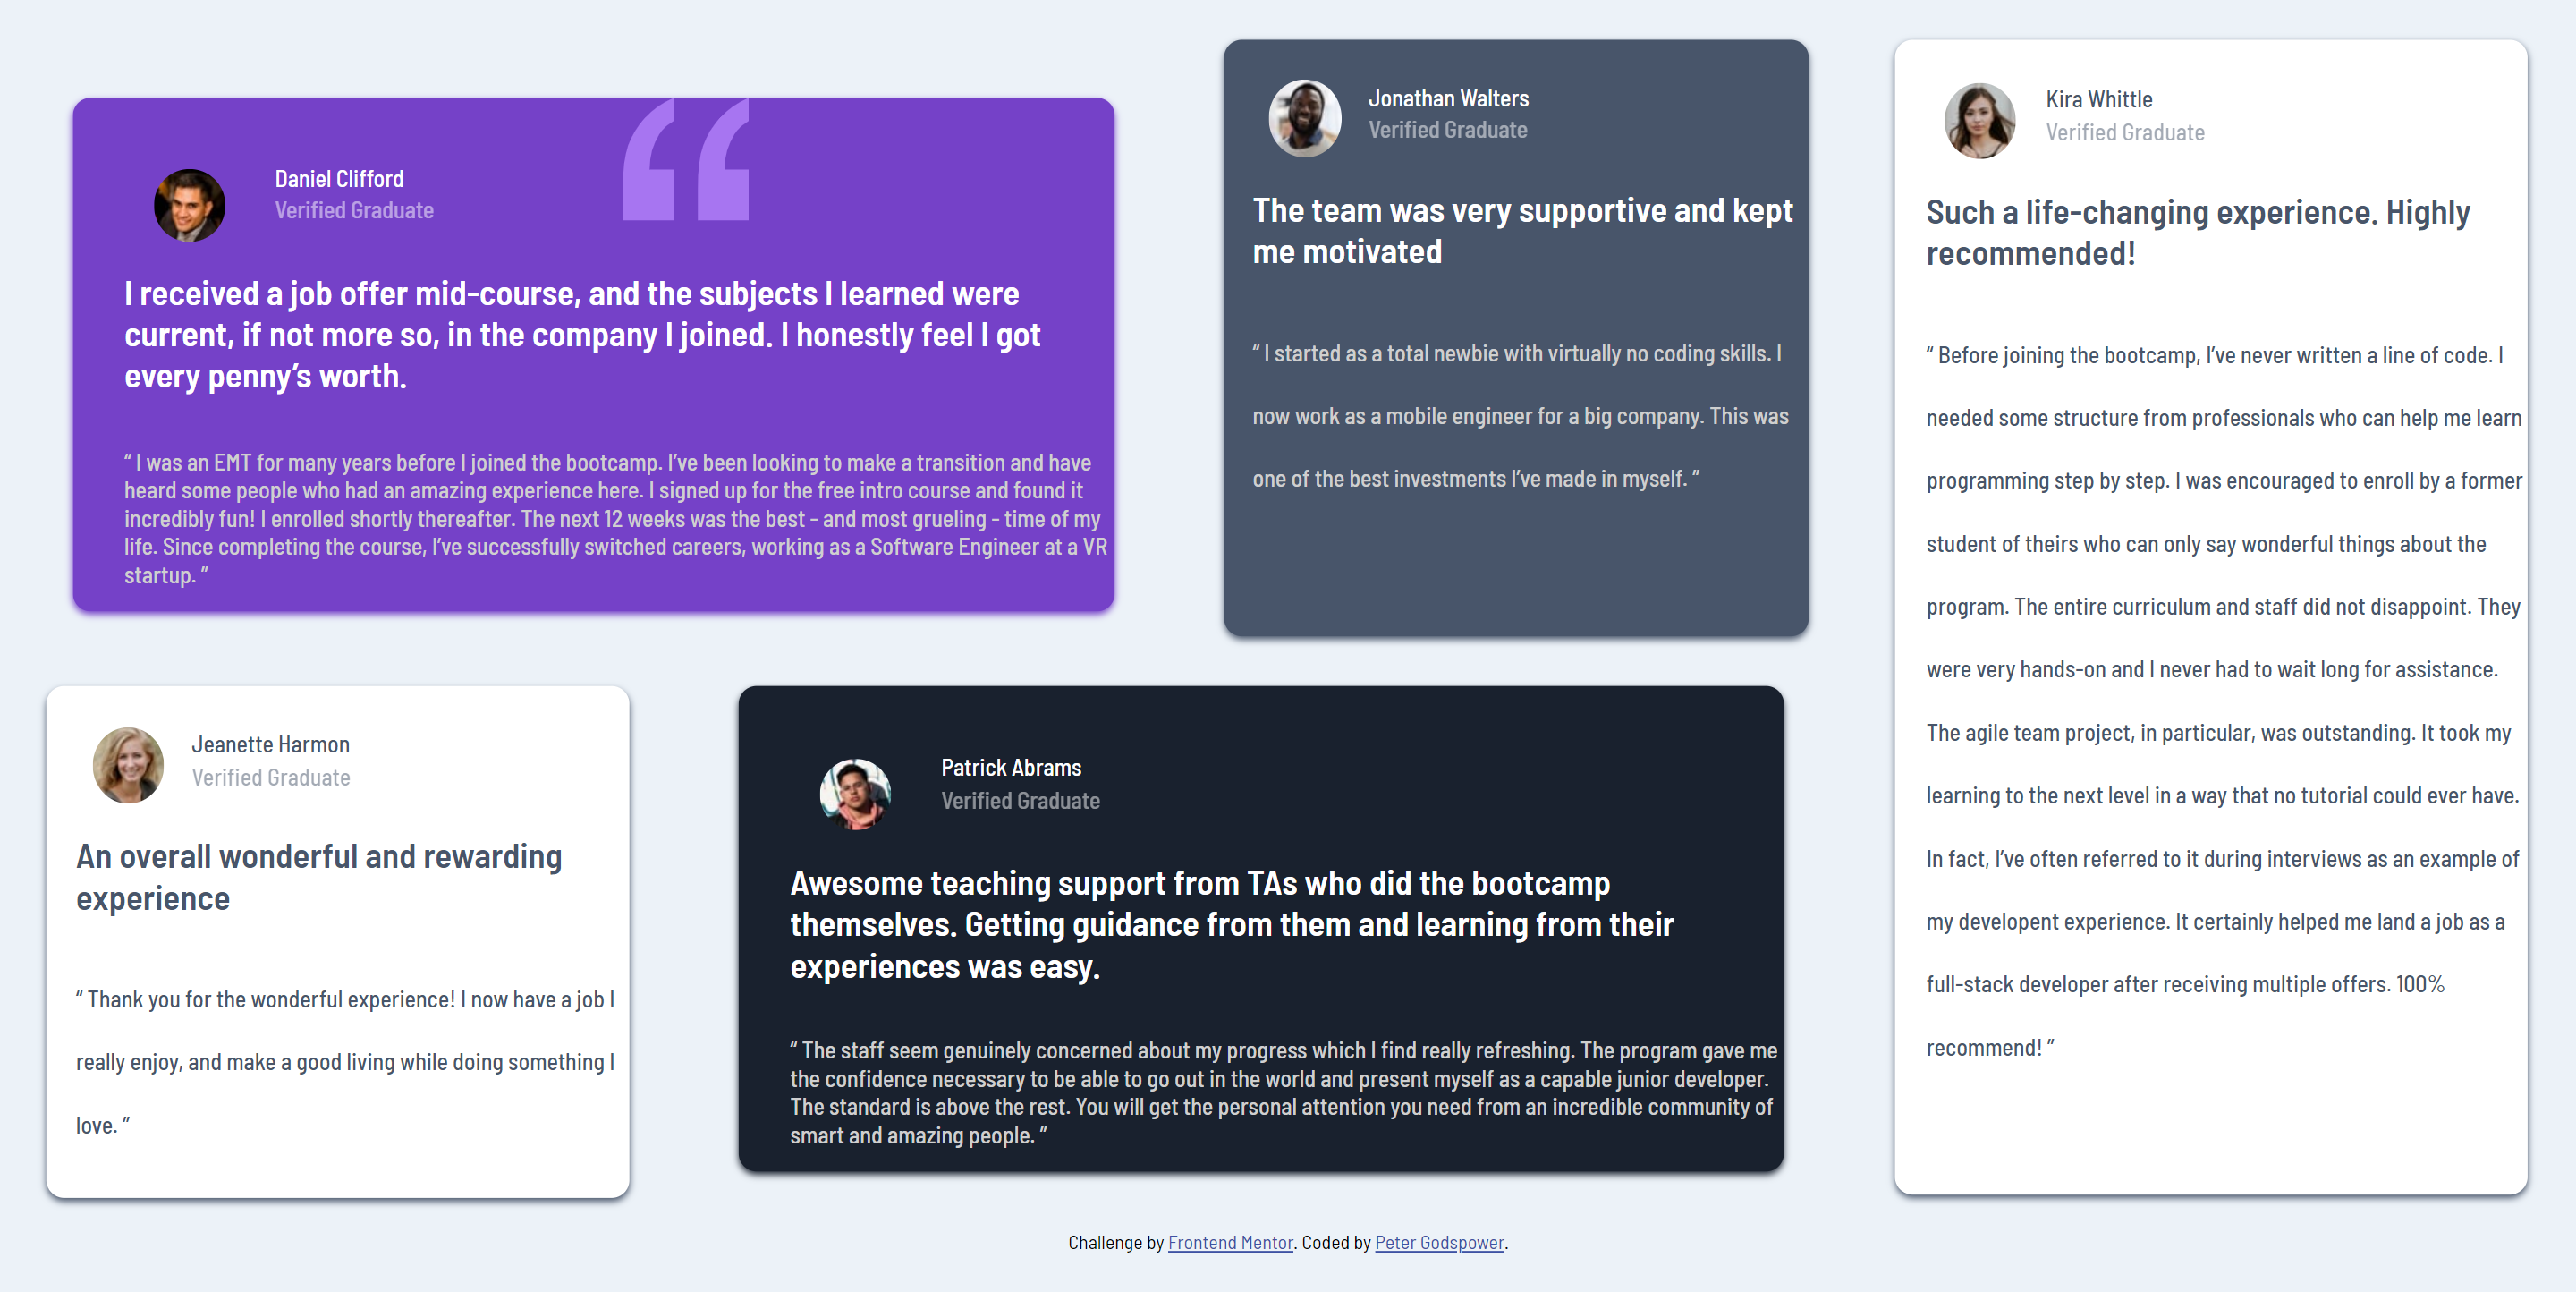 Daniel Clifford
Verified Graduate
I received a job offer mid-course, and the subjects I learned were
current, if not more so, in the company I joined. I honestly feel I got
every penny’s worth.
“ I was an EMT for many years before I joined the bootcamp. I’ve been looking to make a transition and have
heard some people who had an amazing experience here. I signed up for the free intro course and found it
incredibly fun! I enrolled shortly thereafter. The next 12 weeks was the best - and most grueling - time of my
life. Since completing the course, I’ve successfully switched careers, working as a Software Engineer at a VR
startup. ”
Jonathan Walters
Verified Graduate
The team was very supportive and kept
me motivated
“ I started as a total newbie with virtually no coding skills. I
now work as a mobile engineer for a big company. This was
one of the best investments I’ve made in myself. ”
Kira Whittle
Verified Graduate
Such a life-changing experience. Highly
recommended!
“ Before joining the bootcamp, I’ve never written a line of code. I
needed some structure from professionals who can help me learn
programming step by step. I was encouraged to enroll by a former
student of theirs who can only say wonderful things about the
program. The entire curriculum and staff did not disappoint. They
were very hands-on and I never had to wait long for assistance.
The agile team project, in particular, was outstanding. It took my
learning to the next level in a way that no tutorial could ever have.
In fact, I’ve often referred to it during interviews as an example of
my developent experience. It certainly helped me land a job as a
full-stack developer after receiving multiple offers. 100%
recommend! ”
Jeanette Harmon
Verified Graduate
An overall wonderful and rewarding
experience
“ Thank you for the wonderful experience! I now have a job I
really enjoy, and make a good living while doing something I
love. ”
Patrick Abrams
Verified Graduate
Awesome teaching support from TAs who did the bootcamp
themselves. Getting guidance from them and learning from their
experiences was easy.
“ The staff seem genuinely concerned about my progress which I find really refreshing. The program gave me
the confidence necessary to be able to go out in the world and present myself as a capable junior developer.
The standard is above the rest. You will get the personal attention you need from an incredible community of
smart and amazing people. ”
Challenge by Frontend Mentor. Coded by Peter Godspower.